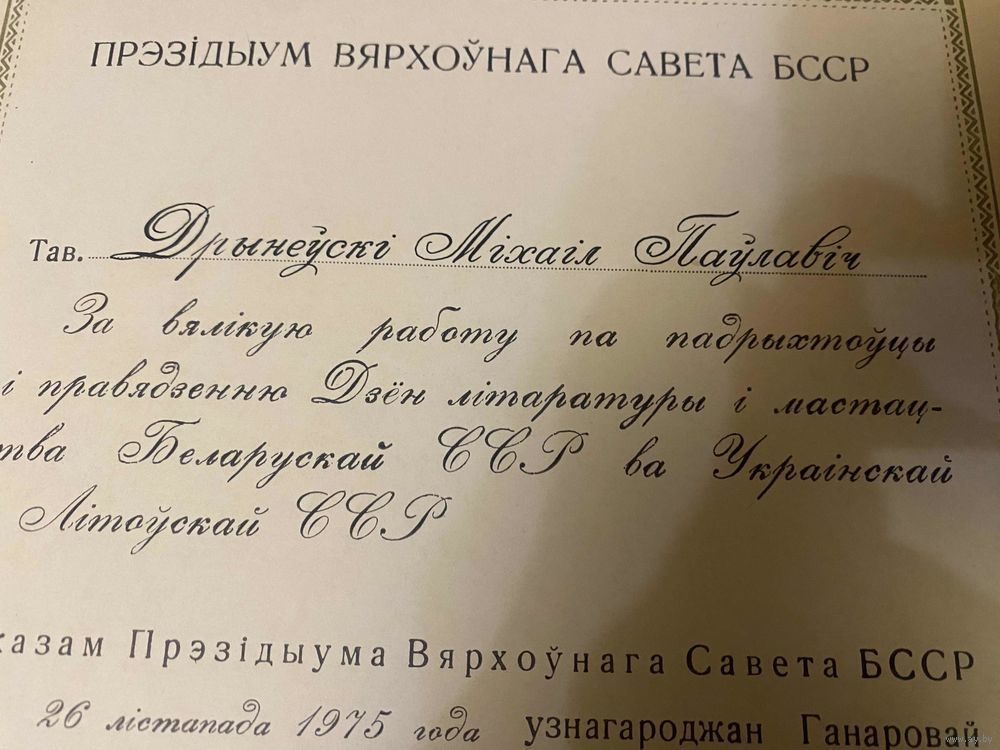 ПРЭЗІДЫУМ ВЯРХОЎНАГА САВЕТА БССР
Тав. Дрынеўскі Міхаіл Паўлавіч
За вялікую работу па падрыхтоўцы
і правядзенню Дзён літаратуры і мастац-
тва Беларускай ССР ва Украінскай
Літоўскай ССР
казам Прэзідыума Вярхоўнага Савета БССР
26 лістапада 1975 года узнагароджан Ганаровай